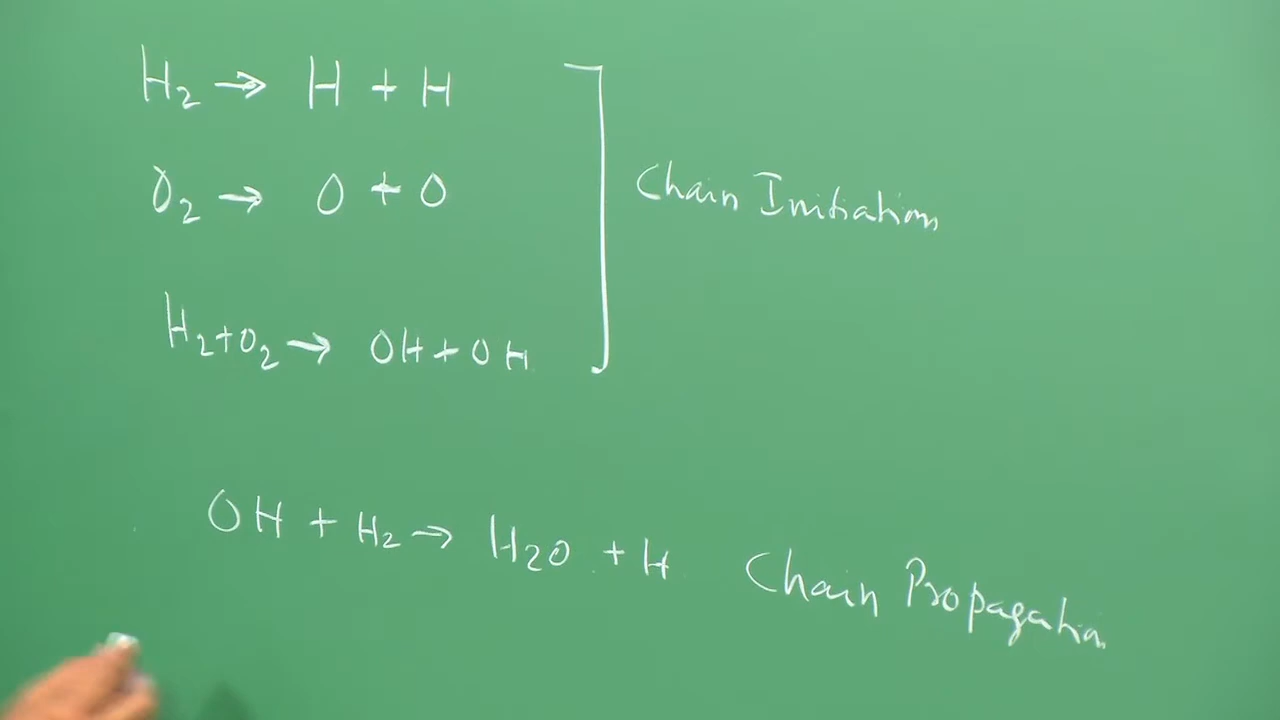 H₂ → H + H
O₂ → O + O
Chain Initiation
H₂+O₂ → OH + OH
OH + H₂ → H₂O + H Chain Propagation